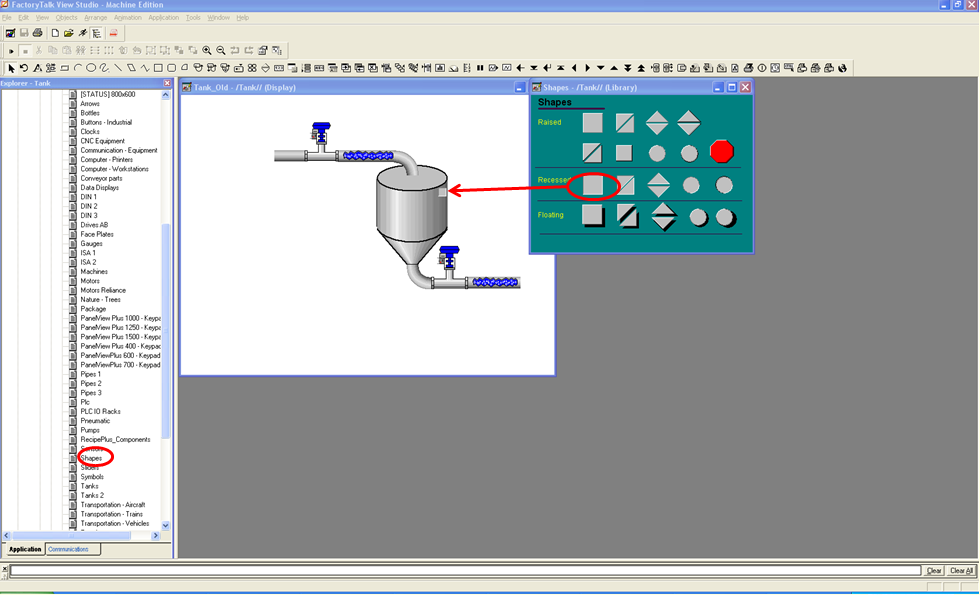 FactoryTalk View Studio - Machine Edition
File Edit View Objects Arrange Animation Application Tools Window Help
Explorer - Tank
[STATUS] 800x600
Arrows
Bottles
Buttons - Industrial
Clocks
CNC Equipment
Communication - Equipment
Computer - Printers
Computer - Workstations
Conveyor parts
Data Displays
DIN 1
DIN 2
DIN 3
Drives AB
Face Plates
Gauges
ISA 1
ISA 2
Machines
Motors
Motors Reliance
Nature - Trees
Package
PanelView Plus 1000 - Keypa
PanelView Plus 1250 - Keypa
PanelView Plus 1500 - Keypa
PanelView Plus 400 - Keypa
PanelViewPlus 600 - Keypad
PanelViewPlus 700 - Keypad
Pipes 1
Pipes 2
Pipes 3
Plc
PLC IO Racks
Pneumatic
Pumps
RecipePlus_Components
Shapes
Sliders
Symbols
Tanks
Tanks 2
Transportation - Aircraft
Transportation - Trains
Transportation - Vehicles
Application Communications
Tank_Old - /Tank// (Display)
Shapes - /Tank// (Library)
Shapes
Raised
Recessed
Floating
Clear Clear All